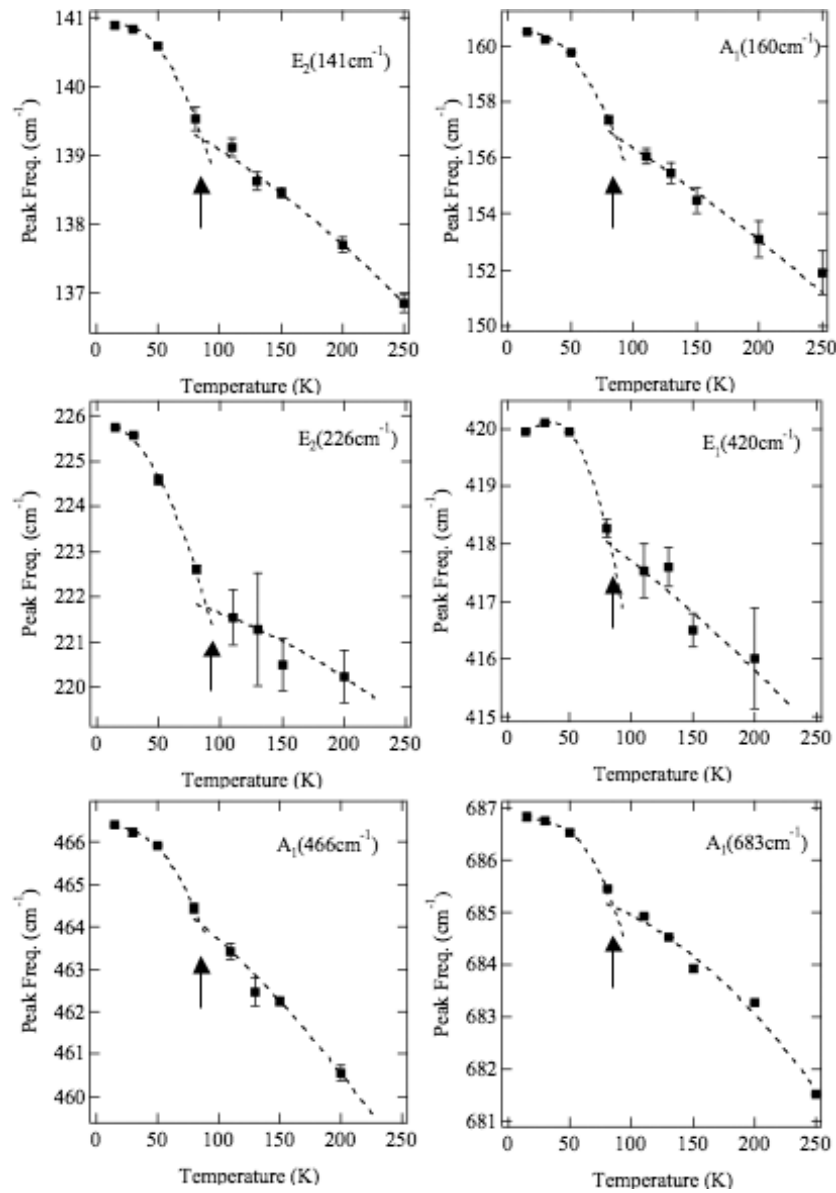 141
140
139
138
137
Peak Freq. (cm⁻¹)
E₂(141cm⁻¹)
0 50 100 150 200 250
Temperature (K)
160
158
156
154
152
150
Peak Freq. (cm⁻¹)
A₁(160cm⁻¹)
0 50 100 150 200 250
Temperature (K)
226
225
224
223
222
221
220
Peak Freq. (cm⁻¹)
E₂(226cm⁻¹)
0 50 100 150 200 250
Temperature (K)
420
419
418
417
416
415
Peak Freq. (cm⁻¹)
E₁(420cm⁻¹)
0 50 100 150 200 250
Temperature (K)
466
465
464
463
462
461
460
Peak Freq. (cm⁻¹)
A₁(466cm⁻¹)
0 50 100 150 200 250
Temperature (K)
687
686
685
684
683
682
681
Peak Freq. (cm⁻¹)
A₁(683cm⁻¹)
0 50 100 150 200 250
Temperature (K)